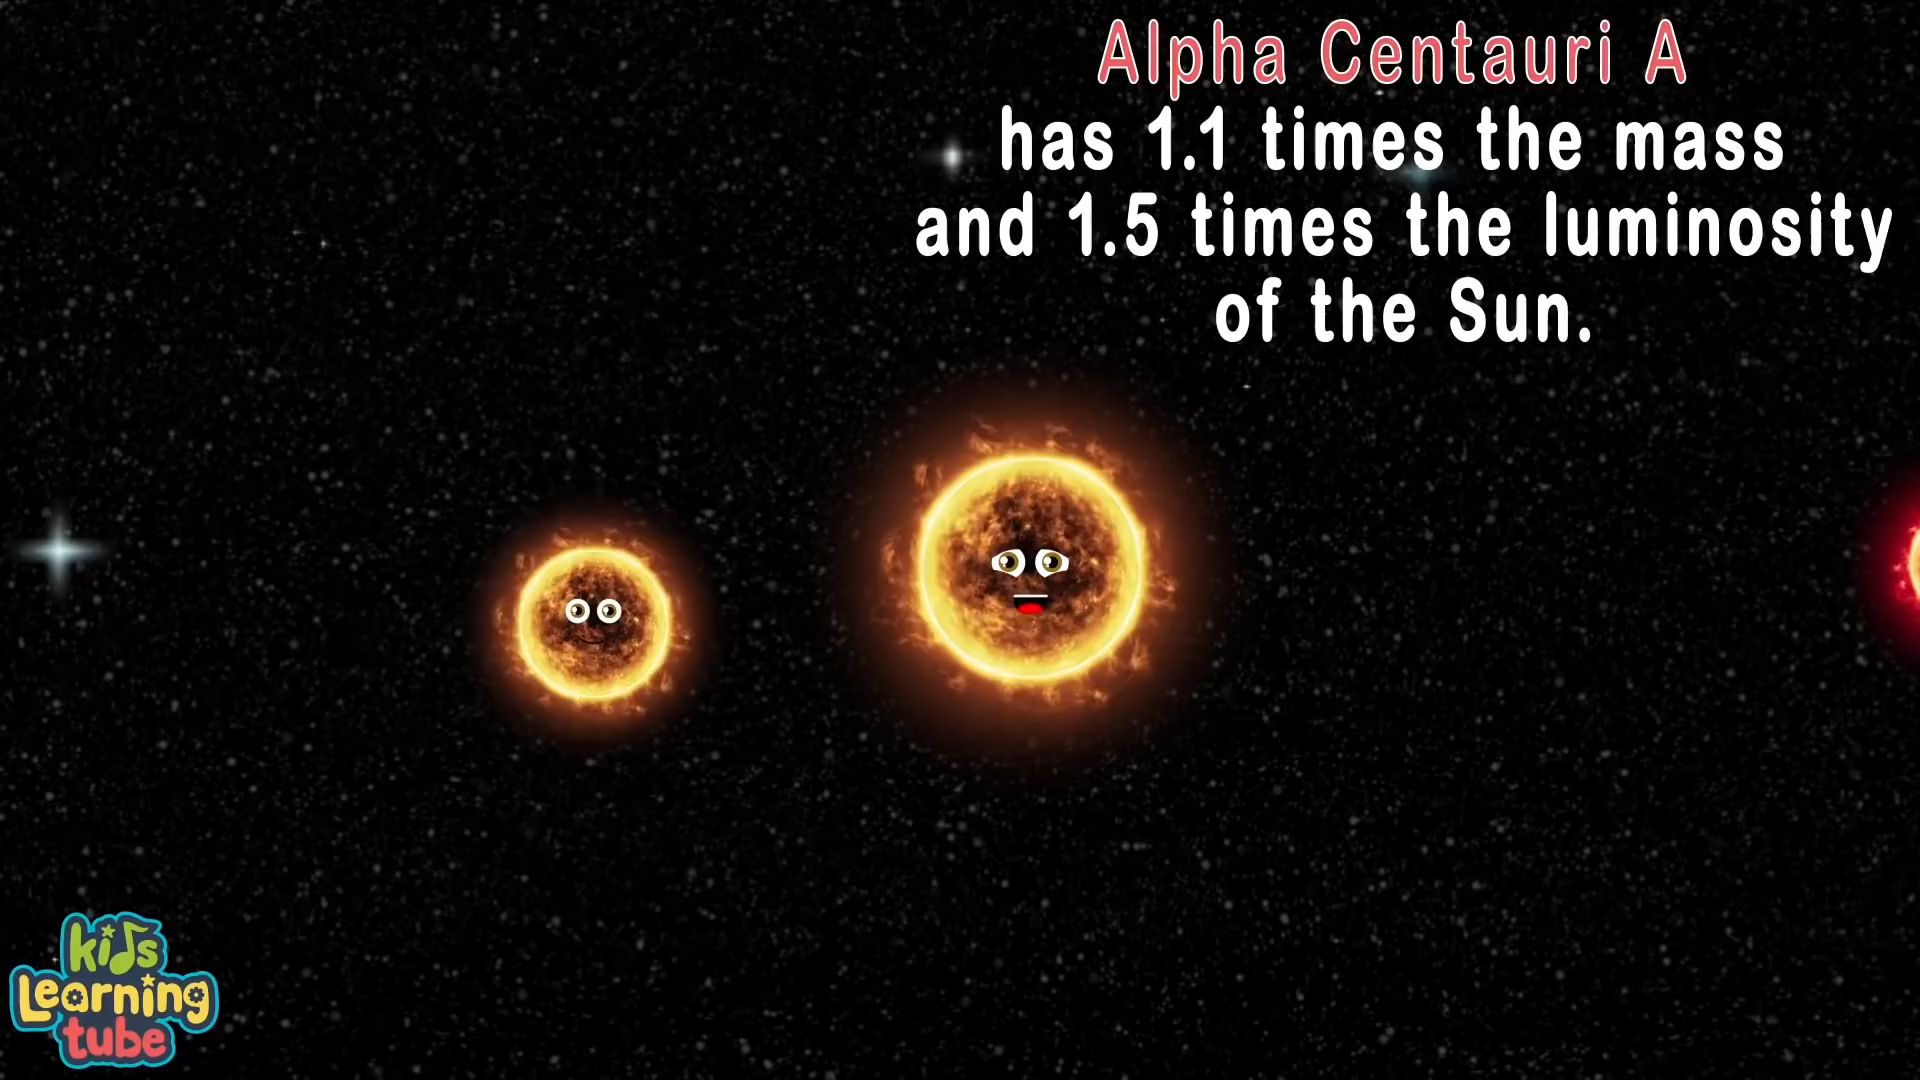 Alpha Centauri A
has 1.1 times the mass
and 1.5 times the luminosity
of the Sun.
kids
Learning
tube